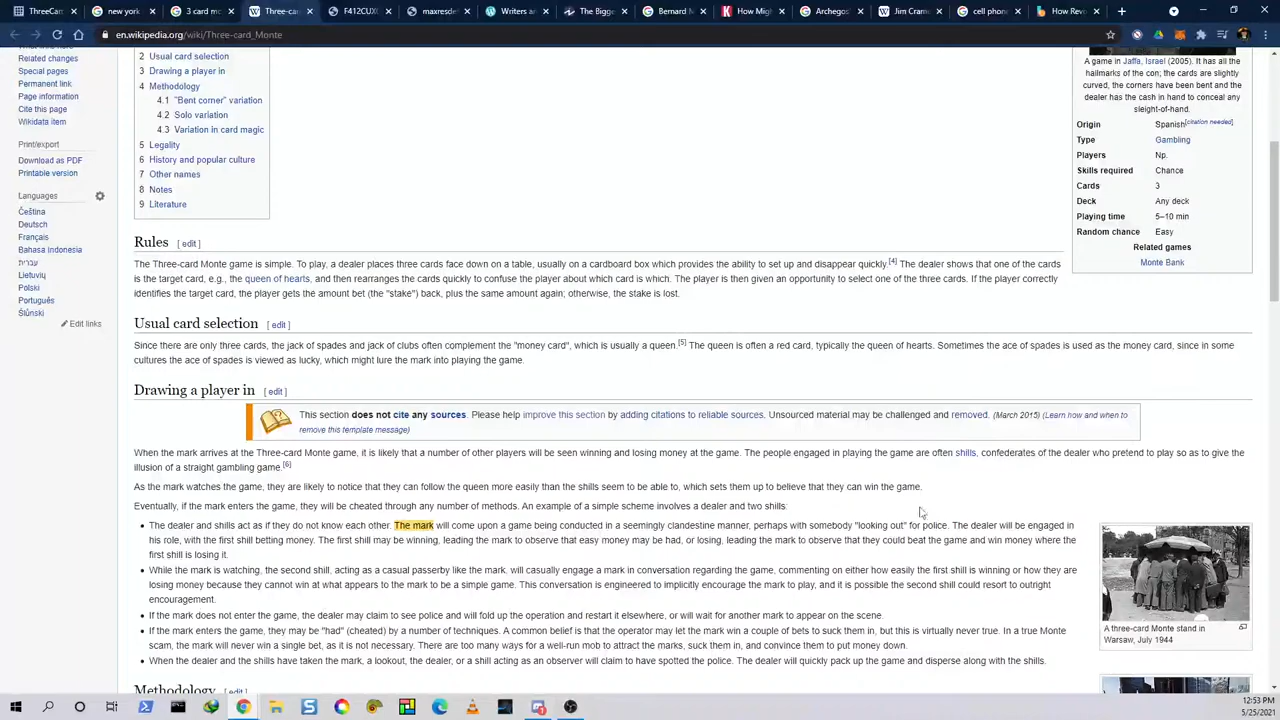 ThreeCar
G card selection
3 card mo
Three-car
F412CUX
maxresde
Writers ar
The Bigge
Bernard M
How Migh
Archegos
Jim Crame
cell phone
How Revo
en.wikipedia.org/wiki/Three-card_Monte
Related changes
Special pages
Permanent link
Page information
Cite this page
Wikidata item
Print/export
Download as PDF
Printable version
Languages
Čeština
Deutsch
Français
Bahasa Indonesia
עברית
Lietuvių
Polski
Português
Ślůnski
Edit links
2 Usual card selection
3 Drawing a player in
4 Methodology
4.1 "Bent corner" variation
4.2 Solo variation
4.3 Variation in card magic
5 Legality
6 History and popular culture
7 Other names
8 Notes
9 Literature
A game in Jaffa, Israel (2005). It has all the
hallmarks of the con; the cards are slightly
curved, the corners have been bent and the
dealer has the cash in hand to conceal any
sleight-of-hand.
Origin Spanish[citation needed]
Type Gambling
Players Np.
Skills required Chance
Cards 3
Deck Any deck
Playing time 5–10 min
Random chance Easy
Related games
Monte Bank
Rules [ edit ]
The Three-card Monte game is simple. To play, a dealer places three cards face down on a table, usually on a cardboard box which provides the ability to set up and disappear quickly.[4] The dealer shows that one of the cards
is the target card, e.g., the queen of hearts, and then rearranges the cards quickly to confuse the player about which card is which. The player is then given an opportunity to select one of the three cards. If the player correctly
identifies the target card, the player gets the amount bet (the "stake") back, plus the same amount again; otherwise, the stake is lost.
Usual card selection [ edit ]
Since there are only three cards, the jack of spades and jack of clubs often complement the "money card", which is usually a queen.[5] The queen is often a red card, typically the queen of hearts. Sometimes the ace of spades is used as the money card, since in some
cultures the ace of spades is viewed as lucky, which might lure the mark into playing the game.
Drawing a player in [ edit ]
This section does not cite any sources. Please help improve this section by adding citations to reliable sources. Unsourced material may be challenged and removed. (March 2015) (Learn how and when to
remove this template message)
When the mark arrives at the Three-card Monte game, it is likely that a number of other players will be seen winning and losing money at the game. The people engaged in playing the game are often shills, confederates of the dealer who pretend to play so as to give the
illusion of a straight gambling game.[6]
As the mark watches the game, they are likely to notice that they can follow the queen more easily than the shills seem to be able to, which sets them up to believe that they can win the game.
Eventually, if the mark enters the game, they will be cheated through any number of methods. An example of a simple scheme involves a dealer and two shills:
• The dealer and shills act as if they do not know each other. The mark will come upon a game being conducted in a seemingly clandestine manner, perhaps with somebody "looking out" for police. The dealer will be engaged in
his role, with the first shill betting money. The first shill may be winning, leading the mark to observe that easy money may be had, or losing, leading the mark to observe that they could beat the game and win money where the
first shill is losing it.
• While the mark is watching, the second shill, acting as a casual passerby like the mark, will casually engage a mark in conversation regarding the game, commenting on either how easily the first shill is winning or how they are
losing money because they cannot win at what appears to the mark to be a simple game. This conversation is engineered to implicitly encourage the mark to play, and it is possible the second shill could resort to outright
encouragement.
• If the mark does not enter the game, the dealer may claim to see police and will fold up the operation and restart it elsewhere, or will wait for another mark to appear on the scene.
• If the mark enters the game, they may be "had" (cheated) by a number of techniques. A common belief is that the operator may let the mark win a couple of bets to suck them in, but this is virtually never true. In a true Monte
scam, the mark will never win a single bet, as it is not necessary. There are too many ways for a well-run mob to attract the marks, suck them in, and convince them to put money down.
• When the dealer and the shills have taken the mark, a lookout, the dealer, or a shill acting as an observer will claim to have spotted the police. The dealer will quickly pack up the game and disperse along with the shills.
A three-card Monte stand in
Warsaw, July 1944
Methodology [ edit ]
12:53 PM
5/25/2021